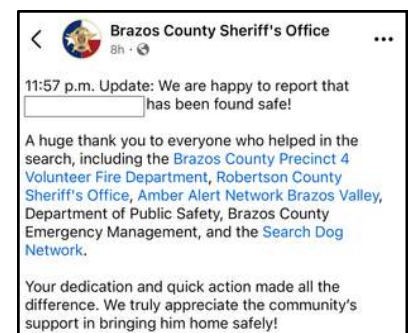 Brazos County Sheriff's Office
8h ·
11:57 p.m. Update: We are happy to report that
has been found safe!
A huge thank you to everyone who helped in the
search, including the Brazos County Precinct 4
Volunteer Fire Department, Robertson County
Sheriff's Office, Amber Alert Network Brazos Valley,
Department of Public Safety, Brazos County
Emergency Management, and the Search Dog
Network.
Your dedication and quick action made all the
difference. We truly appreciate the community's
support in bringing him home safely!